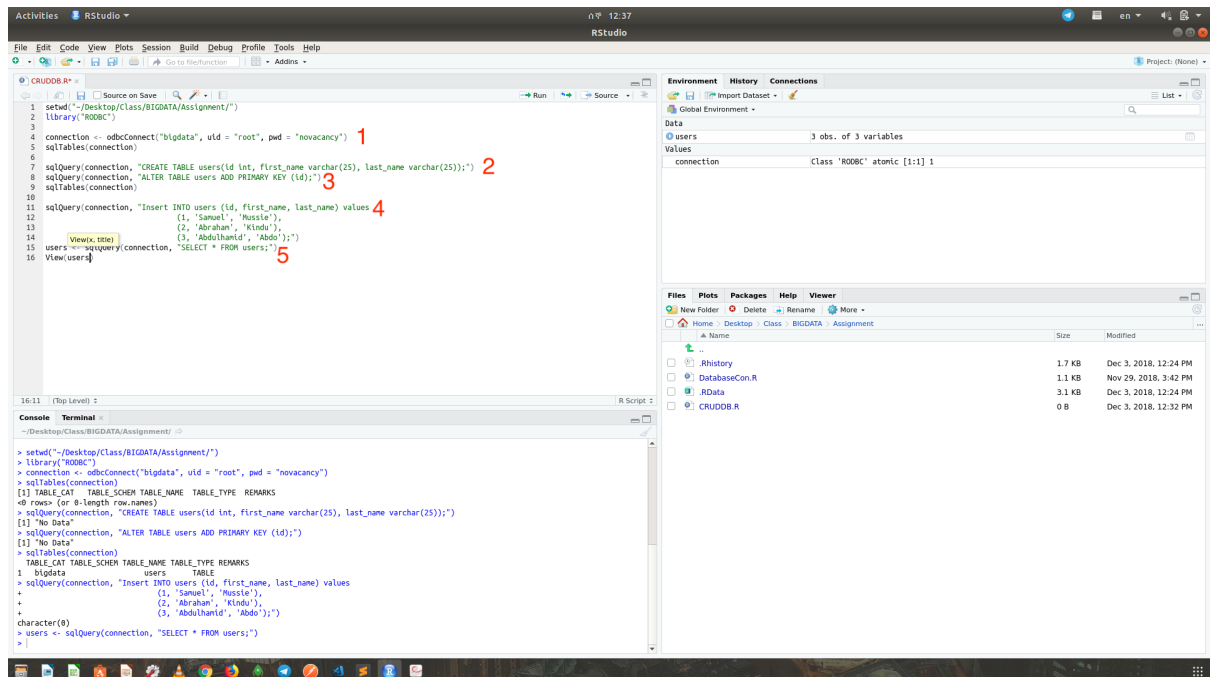 Activities RStudio
12:37
en
RStudio
File Edit Code View Plots Session Build Debug Profile Tools Help
Go to file/function Addins
Project: (None)
CRUDDB.R*
Source on Save Run Source
1 setwd("~/Desktop/Class/BIGDATA/Assignment/")
2 library("RODBC")
3
4 connection <- odbcConnect("bigdata", uid = "root", pwd = "novacancy") 1
5 sqlTables(connection)
6
7 sqlQuery(connection, "CREATE TABLE users(id int, first_name varchar(25), last_name varchar(25));") 2
8 sqlQuery(connection, "ALTER TABLE users ADD PRIMARY KEY (id);") 3
9 sqlTables(connection)
10
11 sqlQuery(connection, "Insert INTO users (id, first_name, last_name) values 4
12 (1, 'Samuel', 'Mussie'),
13 (2, 'Abraham', 'Kindu'),
14 (3, 'Abdulhamid', 'Abdo');")
View(x, title)
15 users <- sqlQuery(connection, "SELECT * FROM users;") 5
16 View(users)
16:11 (Top Level) R Script
Console Terminal
~/Desktop/Class/BIGDATA/Assignment/
> setwd("~/Desktop/Class/BIGDATA/Assignment/")
> library("RODBC")
> connection <- odbcConnect("bigdata", uid = "root", pwd = "novacancy")
> sqlTables(connection)
[1] TABLE_CAT TABLE_SCHEM TABLE_NAME TABLE_TYPE REMARKS
<0 rows> (or 0-length row.names)
> sqlQuery(connection, "CREATE TABLE users(id int, first_name varchar(25), last_name varchar(25));")
[1] "No Data"
> sqlQuery(connection, "ALTER TABLE users ADD PRIMARY KEY (id);")
[1] "No Data"
> sqlTables(connection)
TABLE_CAT TABLE_SCHEM TABLE_NAME TABLE_TYPE REMARKS
1 bigdata users TABLE
> sqlQuery(connection, "Insert INTO users (id, first_name, last_name) values
+ (1, 'Samuel', 'Mussie'),
+ (2, 'Abraham', 'Kindu'),
+ (3, 'Abdulhamid', 'Abdo');")
character(0)
> users <- sqlQuery(connection, "SELECT * FROM users;")
>
Environment History Connections
Import Dataset List
Global Environment
Data
users 3 obs. of 3 variables
Values
connection Class 'RODBC' atomic [1:1] 1
Files Plots Packages Help Viewer
New Folder Delete Rename More
Home Desktop Class BIGDATA Assignment ...
Name Size Modified
..
.Rhistory 1.7 KB Dec 3, 2018, 12:24 PM
DatabaseCon.R 1.1 KB Nov 29, 2018, 3:42 PM
.RData 3.1 KB Dec 3, 2018, 12:24 PM
CRUDDB.R 0 B Dec 3, 2018, 12:32 PM